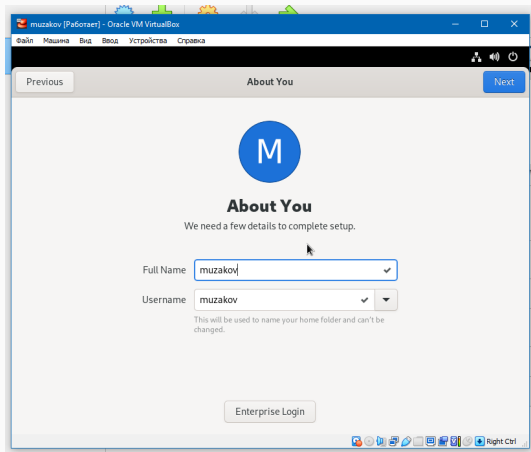 muzakov [Работает] - Oracle VM VirtualBox
Файл Машина Вид Ввод Устройства Справка
Previous About You Next
M
About You
We need a few details to complete setup.
Full Name muzakov
Username muzakov
This will be used to name your home folder and can't be
changed.
Enterprise Login
Right Ctrl